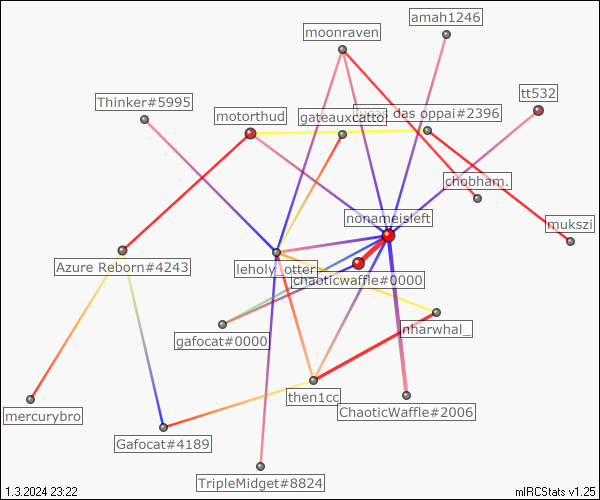 amah1246
moonraven
tt532
Thinker#5995
motorthud
gateauxcatto
lucas das oppai#2396
chobham.
nonameisleft
mukszi
Azure Reborn#4243
leholy_otter
chaoticwaffle#0000
nharwhal_
gafocat#0000
then1cc
ChaoticWaffle#2006
mercurybro
Gafocat#4189
TripleMidget#8824
1.3.2024 23:22
mIRCStats v1.25